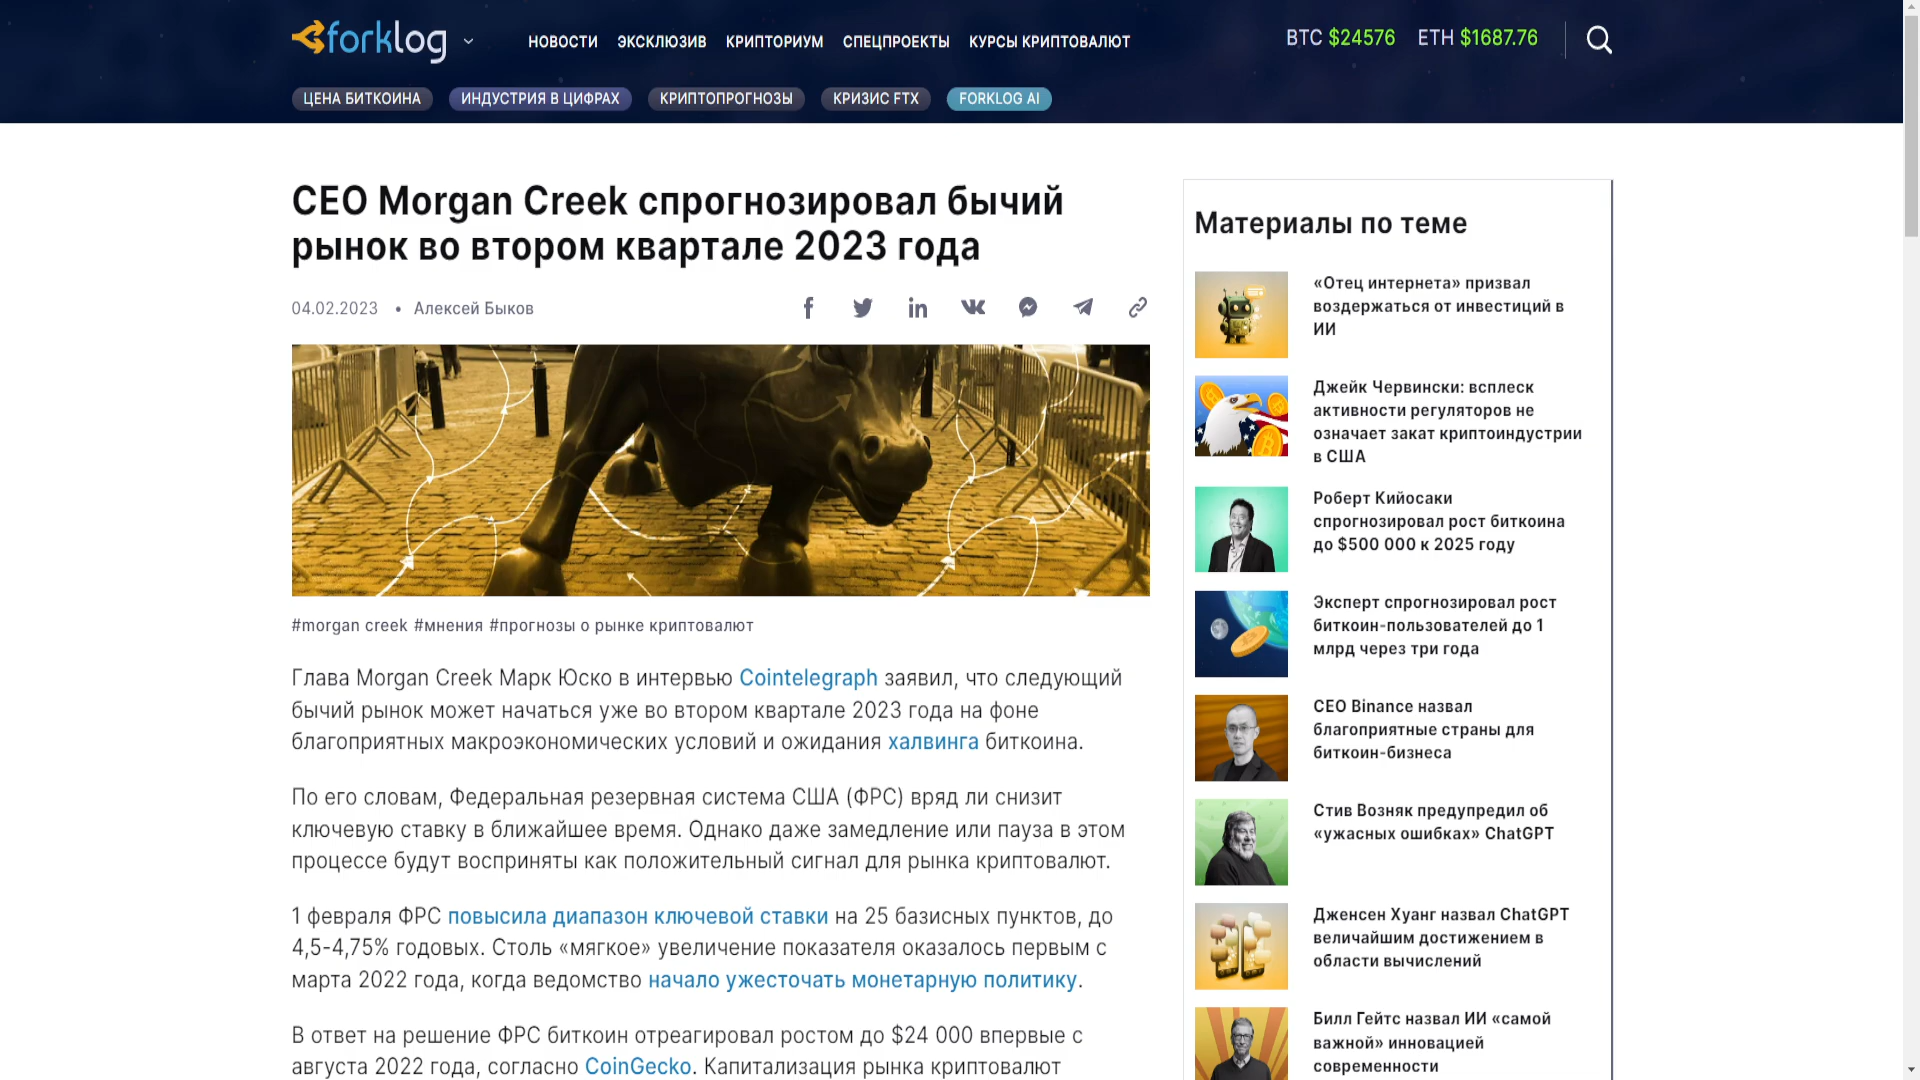 forklog
НОВОСТИ ЭКСКЛЮЗИВ КРИПТОРИУМ СПЕЦПРОЕКТЫ КУРСЫ КРИПТОВАЛЮТ
BTC $24576 ETH $1687.76
ЦЕНА БИТКОИНА ИНДУСТРИЯ В ЦИФРАХ КРИПТОПРОГНОЗЫ КРИЗИС FTX FORKLOG AI
CEO Morgan Creek спрогнозировал бычий
рынок во втором квартале 2023 года
04.02.2023 • Алексей Быков
#morgan creek #мнения #прогнозы о рынке криптовалют
Глава Morgan Creek Марк Юско в интервью Cointelegraph заявил, что следующий
бычий рынок может начаться уже во втором квартале 2023 года на фоне
благоприятных макроэкономических условий и ожидания халвинга биткоина.
По его словам, Федеральная резервная система США (ФРС) вряд ли снизит
ключевую ставку в ближайшее время. Однако даже замедление или пауза в этом
процессе будут восприняты как положительный сигнал для рынка криптовалют.
1 февраля ФРС повысила диапазон ключевой ставки на 25 базисных пунктов, до
4,5-4,75% годовых. Столь «мягкое» увеличение показателя оказалось первым с
марта 2022 года, когда ведомство начало ужесточать монетарную политику.
В ответ на решение ФРС биткоин отреагировал ростом до $24 000 впервые с
августа 2022 года, согласно CoinGecko. Капитализация рынка криптовалют
Материалы по теме
«Отец интернета» призвал
воздержаться от инвестиций в
ИИ
Джейк Червински: всплеск
активности регуляторов не
означает закат криптоиндустрии
в США
Роберт Кийосаки
спрогнозировал рост биткоина
до $500 000 к 2025 году
Эксперт спрогнозировал рост
биткоин-пользователей до 1
млрд через три года
CEO Binance назвал
благоприятные страны для
биткоин-бизнеса
Стив Возняк предупредил об
«ужасных ошибках» ChatGPT
Дженсен Хуанг назвал ChatGPT
величайшим достижением в
области вычислений
Билл Гейтс назвал ИИ «самой
важной» инновацией
современности